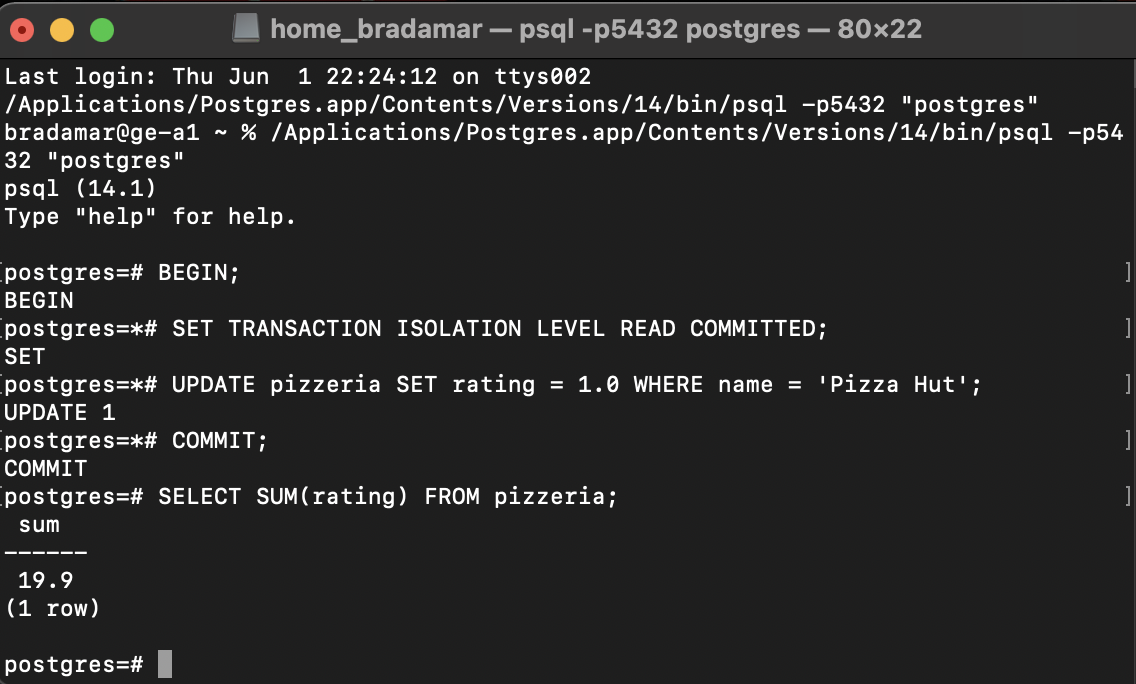 home_bradamar — psql -p5432 postgres — 80×22
Last login: Thu Jun  1 22:24:12 on ttys002
/Applications/Postgres.app/Contents/Versions/14/bin/psql -p5432 "postgres"
bradamar@ge-a1 ~ % /Applications/Postgres.app/Contents/Versions/14/bin/psql -p54
32 "postgres"
psql (14.1)
Type "help" for help.
[postgres=# BEGIN; ]
BEGIN
[postgres=*# SET TRANSACTION ISOLATION LEVEL READ COMMITTED; ]
SET
[postgres=*# UPDATE pizzeria SET rating = 1.0 WHERE name = 'Pizza Hut'; ]
UPDATE 1
[postgres=*# COMMIT; ]
COMMIT
[postgres=# SELECT SUM(rating) FROM pizzeria; ]
 sum
------
 19.9
(1 row)
postgres=#